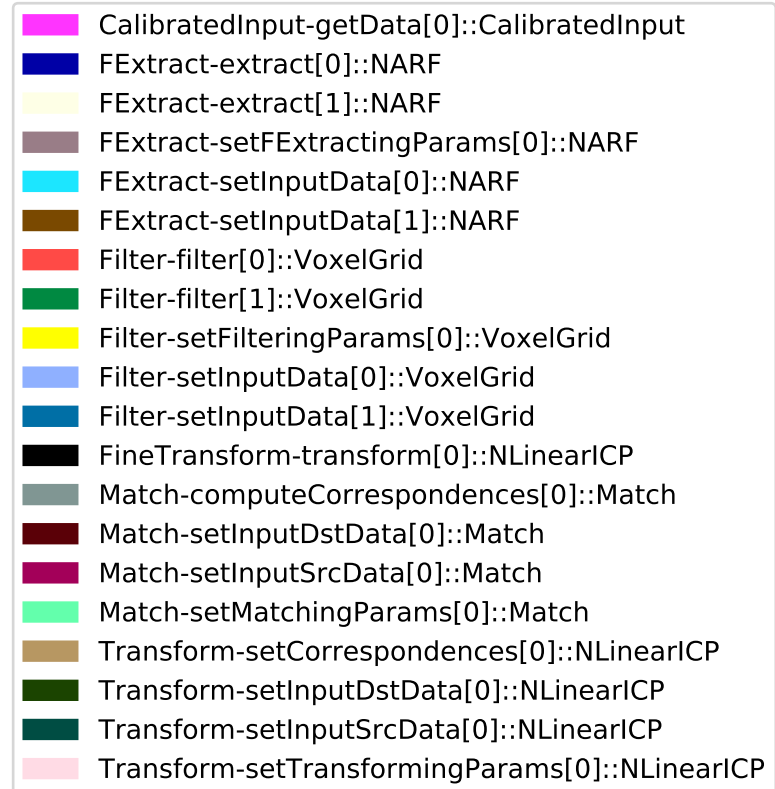 CalibratedInput-getData[0]::CalibratedInput
FExtract-extract[0]::NARF
FExtract-extract[1]::NARF
FExtract-setFExtractingParams[0]::NARF
FExtract-setInputData[0]::NARF
FExtract-setInputData[1]::NARF
Filter-filter[0]::VoxelGrid
Filter-filter[1]::VoxelGrid
Filter-setFilteringParams[0]::VoxelGrid
Filter-setInputData[0]::VoxelGrid
Filter-setInputData[1]::VoxelGrid
FineTransform-transform[0]::NLinearICP
Match-computeCorrespondences[0]::Match
Match-setInputDstData[0]::Match
Match-setInputSrcData[0]::Match
Match-setMatchingParams[0]::Match
Transform-setCorrespondences[0]::NLinearICP
Transform-setInputDstData[0]::NLinearICP
Transform-setInputSrcData[0]::NLinearICP
Transform-setTransformingParams[0]::NLinearICP